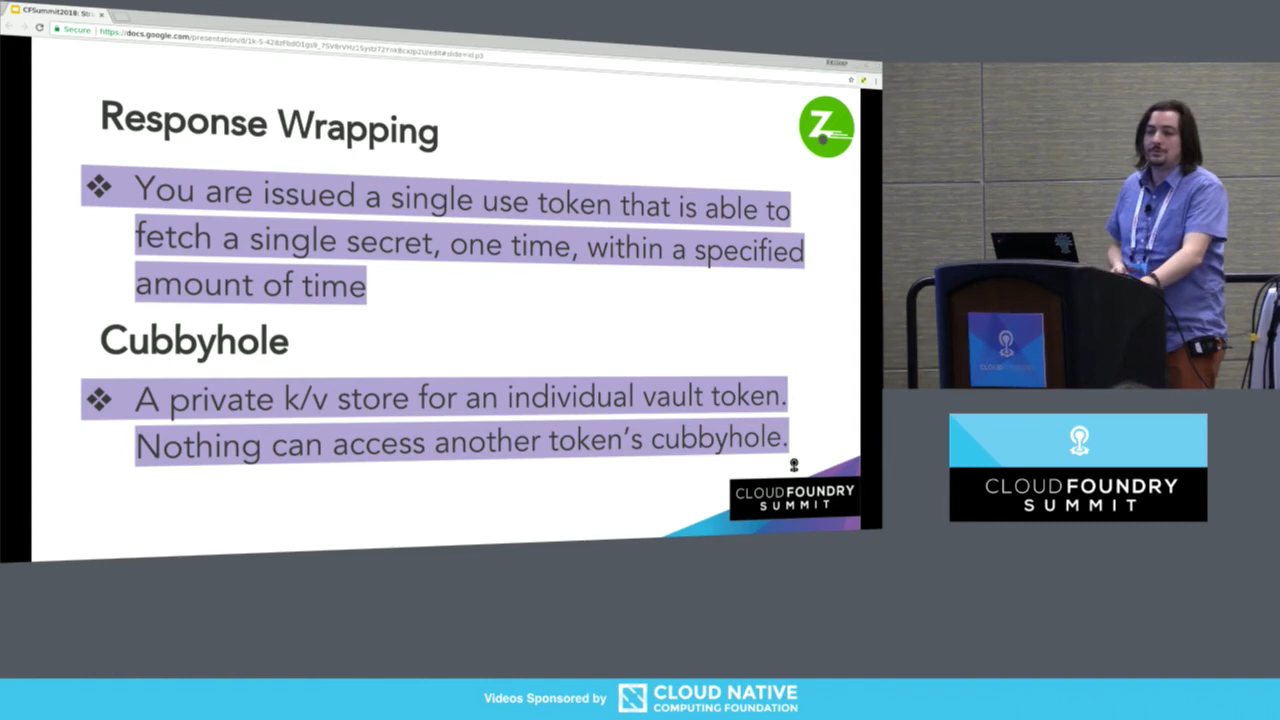 CFSummit2018:
Secure
Response Wrapping
❖ You are issued a single use token that is able to
fetch a single secret, one time, within a specified
amount of time
Cubbyhole
❖ A private k/v store for an individual vault token.
Nothing can access another token's cubbyhole.
Z
CLOUD FOUNDRY
SUMMIT
CLOUD FOUNDRY
SUMMIT
Videos Sponsored by
CLOUD NATIVE
COMPUTING FOUNDATION